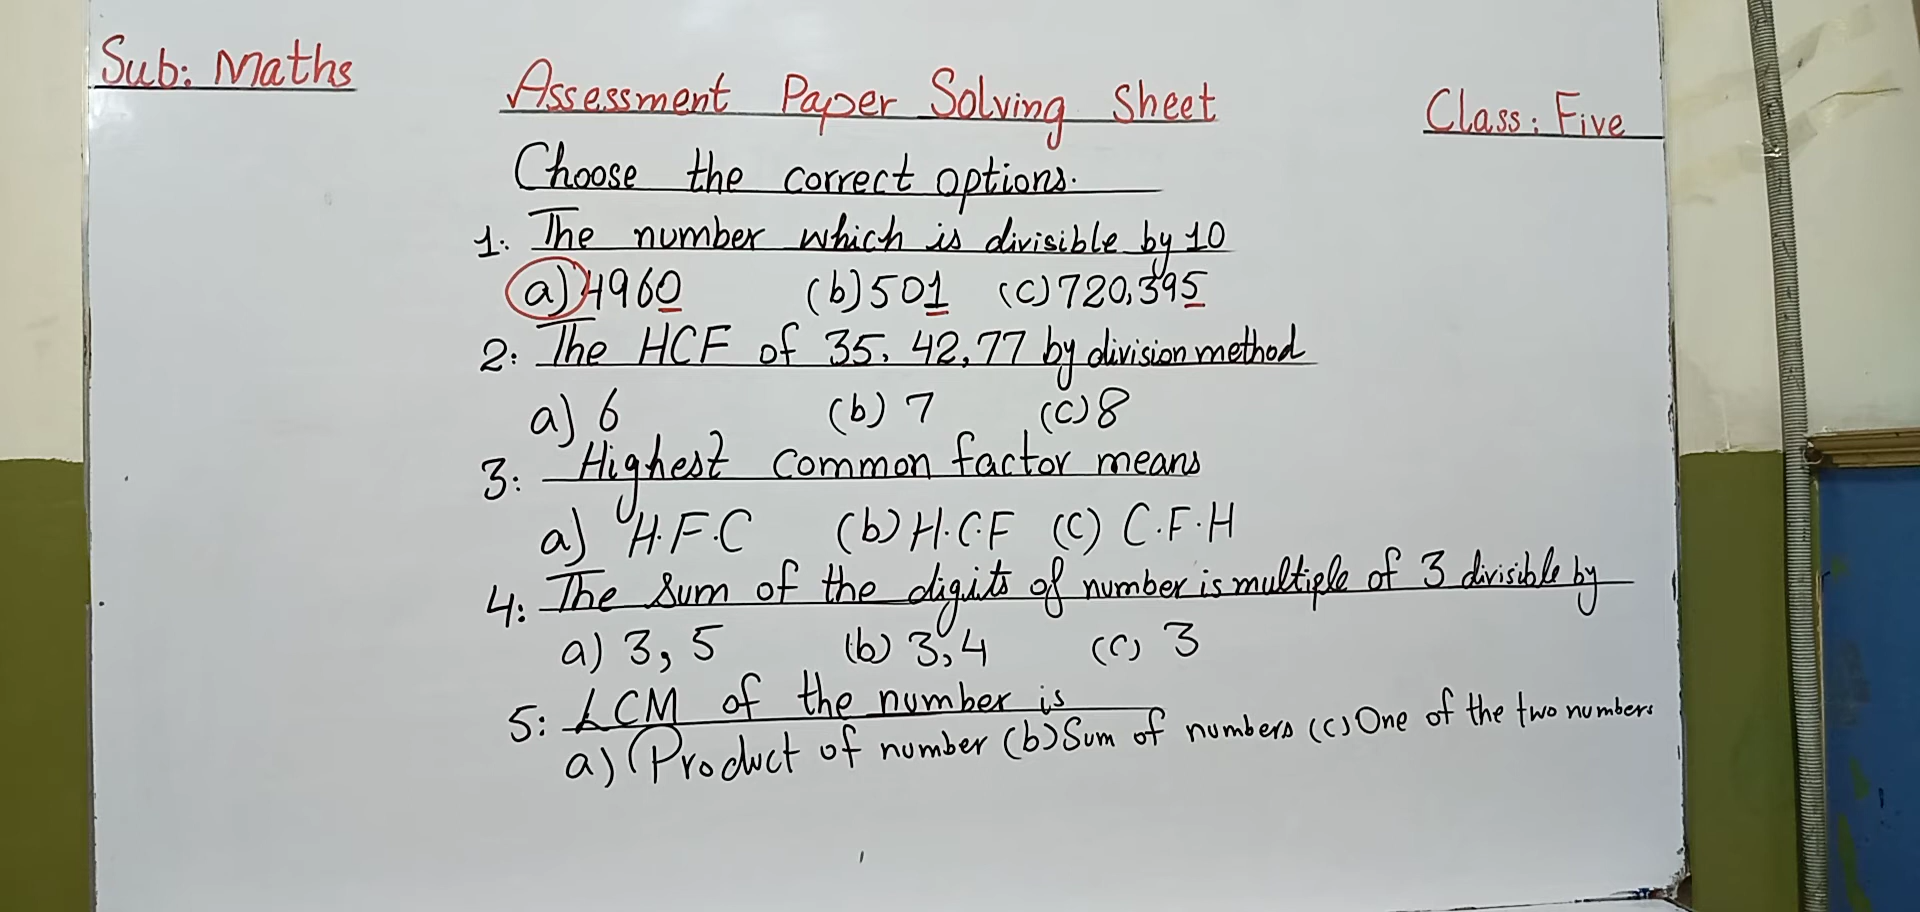 Sub: Maths
Assessment Paper Solving Sheet
Class: Five
Choose the correct options.
1. The number which is divisible by 10
a) 4960 (b) 501 (c) 720,395
2: The HCF of 35, 42, 77 by division method
a) 6 (b) 7 (c) 8
3: Highest common factor means
a) H.F.C (b) H.C.F (c) C.F.H
4: The sum of the digits of number is multiple of 3 divisible by
a) 3, 5 (b) 3,4 (c) 3
5: LCM of the number is
a) Product of number (b) Sum of numbers (c) One of the two numbers